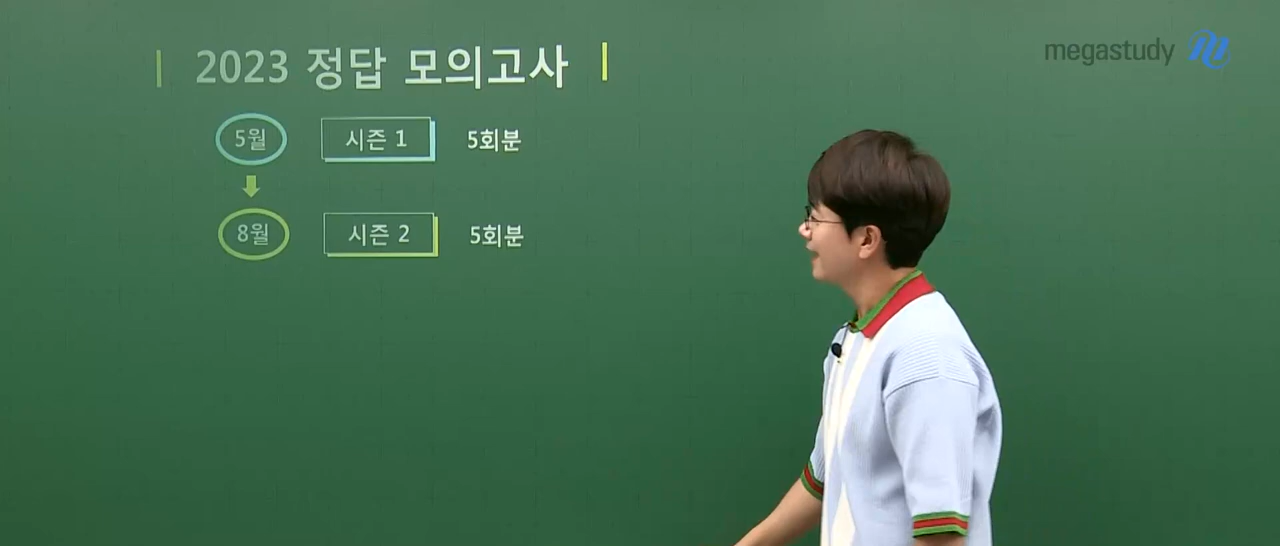 2023 정답 모의고사
megastudy
5월 시즌 1 5회분
8월 시즌 2 5회분